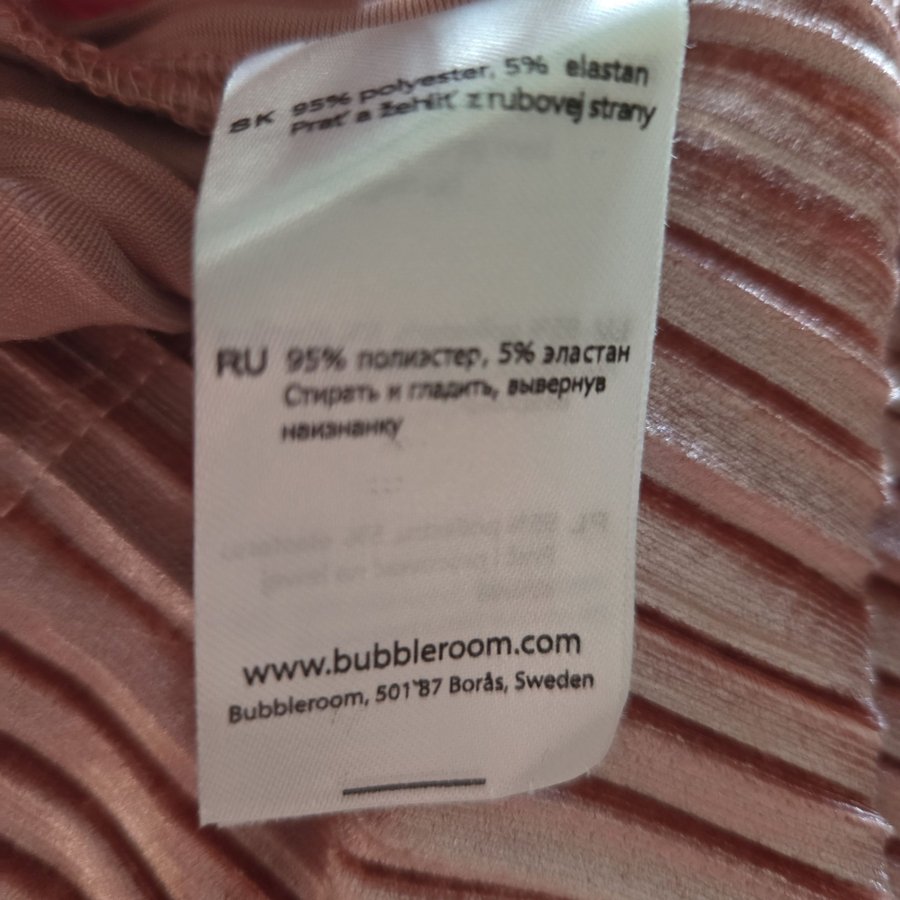 SK 95% polyester, 5% elastan
Prať a žehliť z rubovej strany
RU 95% полиэстер, 5% эластан
Стирать и гладить, вывернув
наизнанку
www.bubbleroom.com
Bubbleroom, 501 87 Borås, Sweden